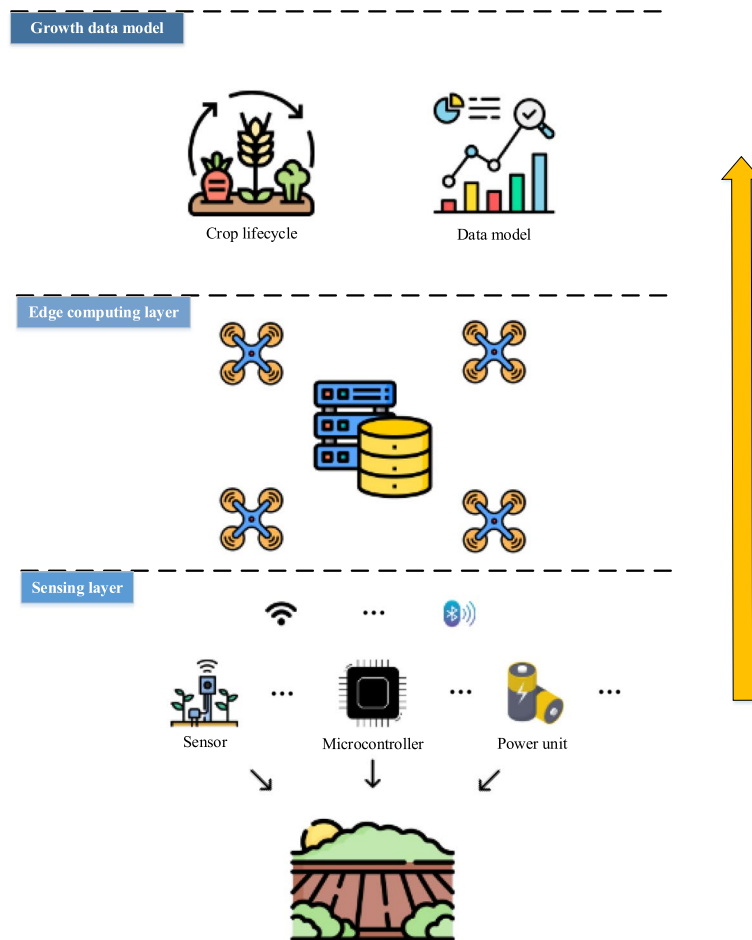 Growth data model
Crop lifecycle
Data model
Edge computing layer
Sensing layer
Sensor
Microcontroller
Power unit